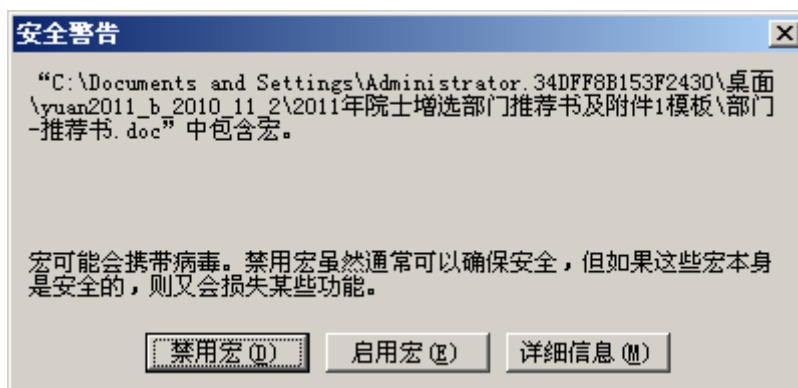 安全警告
“C:\Documents and Settings\Administrator.34DFF8B153F2430\桌面
\yuan2011_b_2010_11_2\2011年院士增选部门推荐书及附件1模板\部门
-推荐书.doc”中包含宏。
宏可能会携带病毒。禁用宏虽然通常可以确保安全，但如果这些宏本身
是安全的，则又会损失某些功能。
禁用宏(D) 启用宏(E) 详细信息(M)